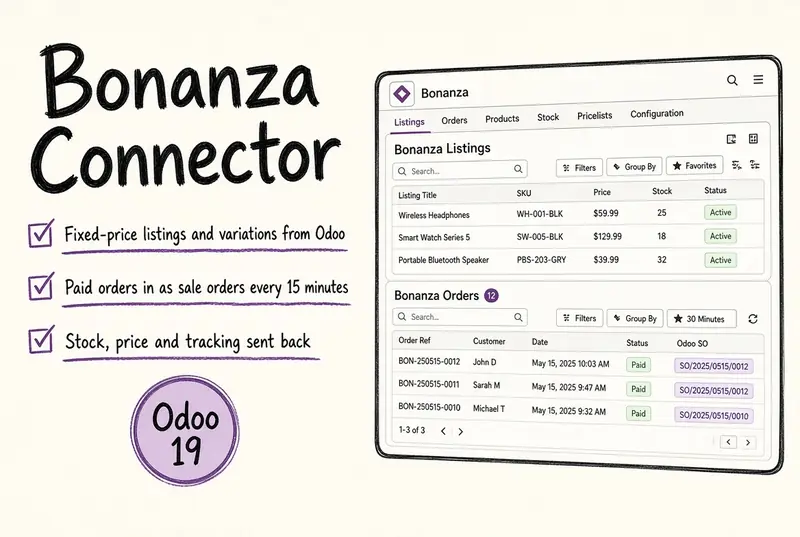 Bonanza
Connector
Fixed-price listings and variations from Odoo
Paid orders in as sale orders every 15 minutes
Stock, price and tracking sent back
Odoo
19
Bonanza
Listings Orders Products Stock Pricelists Configuration
Bonanza Listings
Search... Filters Group By Favorites
Listing Title SKU Price Stock Status
Wireless Headphones WH-001-BLK $59.99 25 Active
Smart Watch Series 5 SW-005-BLK $129.99 18 Active
Portable Bluetooth Speaker PBS-203-GRY $39.99 32 Active
Bonanza Orders 12
Search... Filters Group By 30 Minutes
Order Ref Customer Date Status Odoo SO
BON-250515-0012 John D May 15, 2025 10:03 AM Paid SO/2025/0515/0012
BON-250515-0011 Sarah M May 15, 2025 9:47 AM Paid SO/2025/0515/0012
BON-250515-0010 Michael T May 15, 2025 9:32 AM Paid SO/2025/0515/0010
1-3 of 3